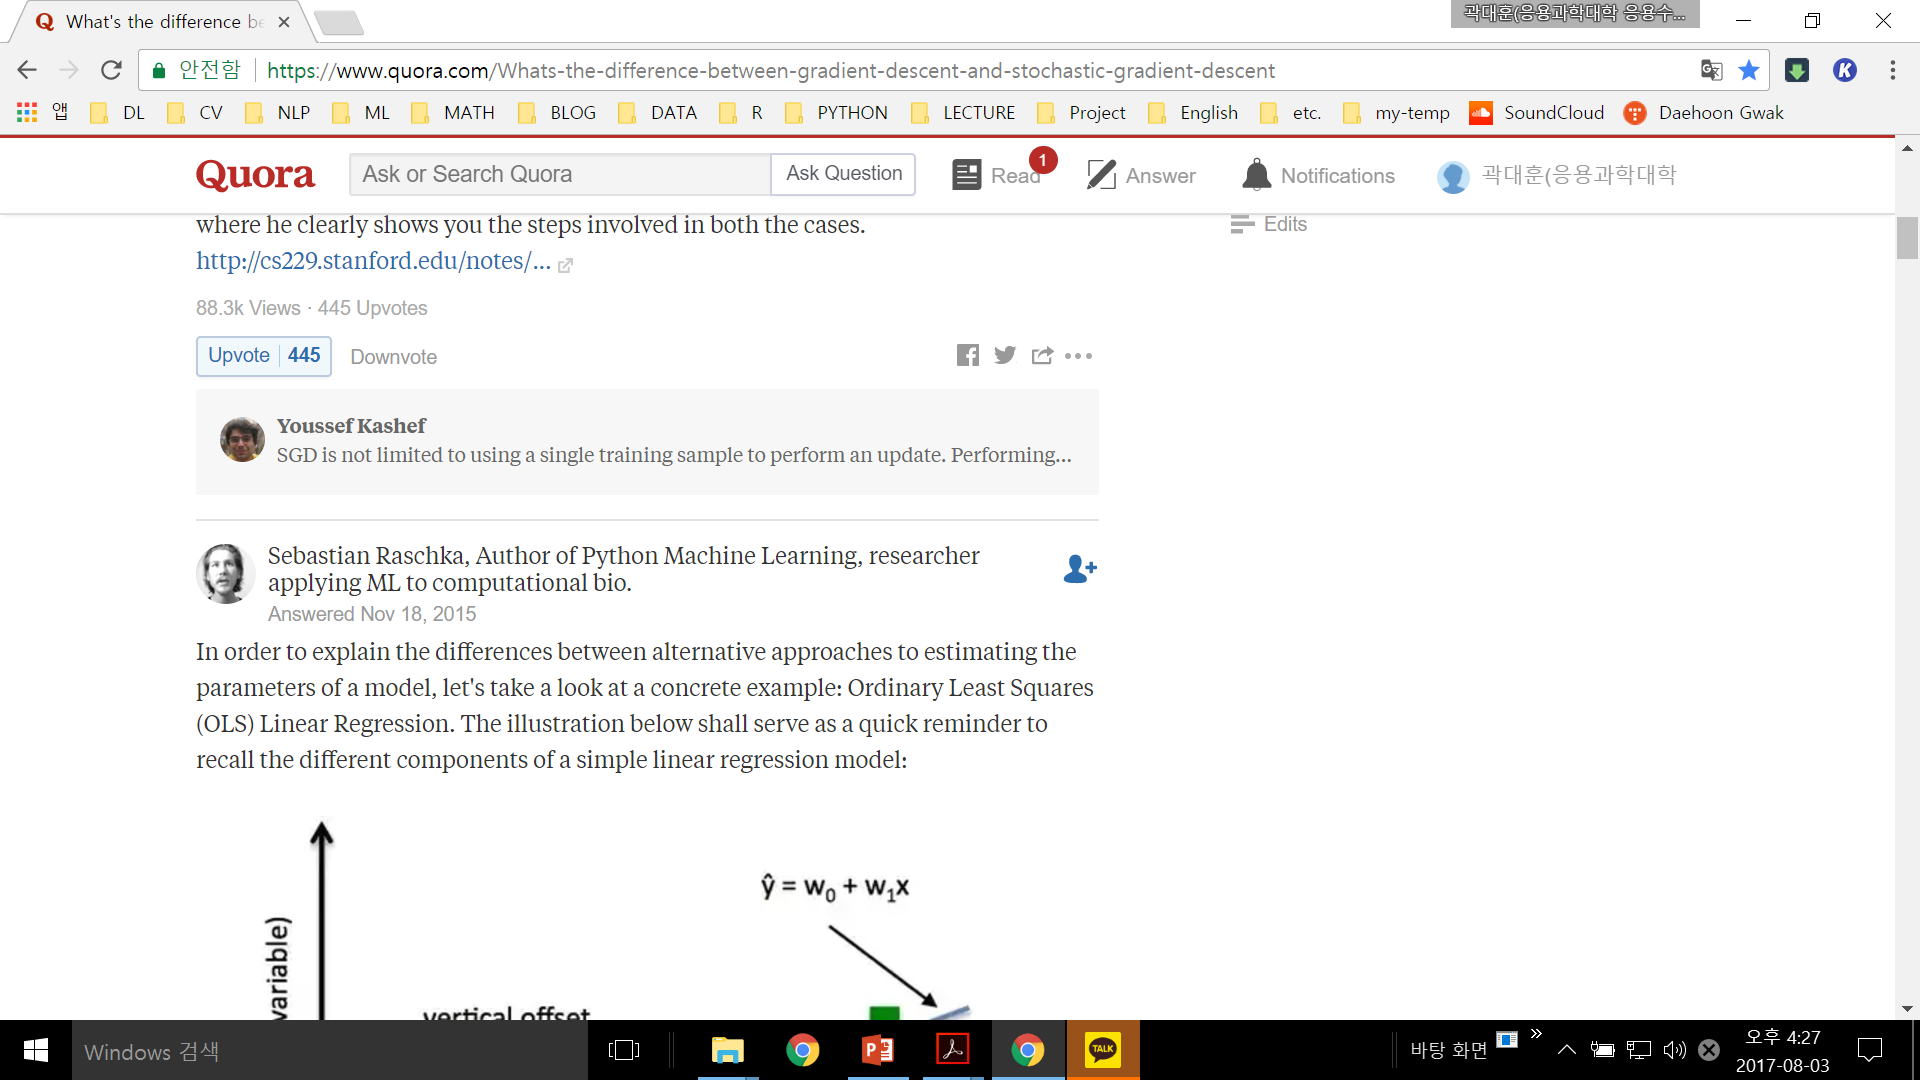 What's the difference be
곽대훈(응용과학대학 응용수...
안전함 https://www.quora.com/Whats-the-difference-between-gradient-descent-and-stochastic-gradient-descent
앱 DL CV NLP ML MATH BLOG DATA R PYTHON LECTURE Project English etc. my-temp SoundCloud Daehoon Gwak
Quora Ask or Search Quora Ask Question Read 1 Answer Notifications 곽대훈(응용과학대학
where he clearly shows you the steps involved in both the cases.
Edits
http://cs229.stanford.edu/notes/...
88.3k Views · 445 Upvotes
Upvote 445 Downvote
Youssef Kashef
SGD is not limited to using a single training sample to perform an update. Performing...
Sebastian Raschka, Author of Python Machine Learning, researcher
applying ML to computational bio.
Answered Nov 18, 2015
In order to explain the differences between alternative approaches to estimating the
parameters of a model, let's take a look at a concrete example: Ordinary Least Squares
(OLS) Linear Regression. The illustration below shall serve as a quick reminder to
recall the different components of a simple linear regression model:
ŷ = w₀ + w₁x
variable)
vertical offset
Windows 검색
TALK
바탕 화면
오후 4:27
2017-08-03